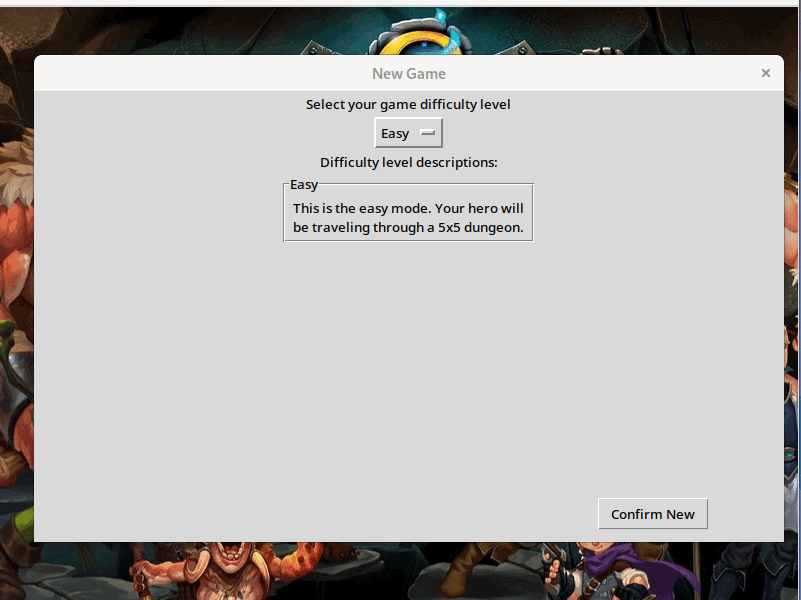 New Game
Select your game difficulty level
Easy
Difficulty level descriptions:
Easy
This is the easy mode. Your hero will
be traveling through a 5x5 dungeon.
Confirm New